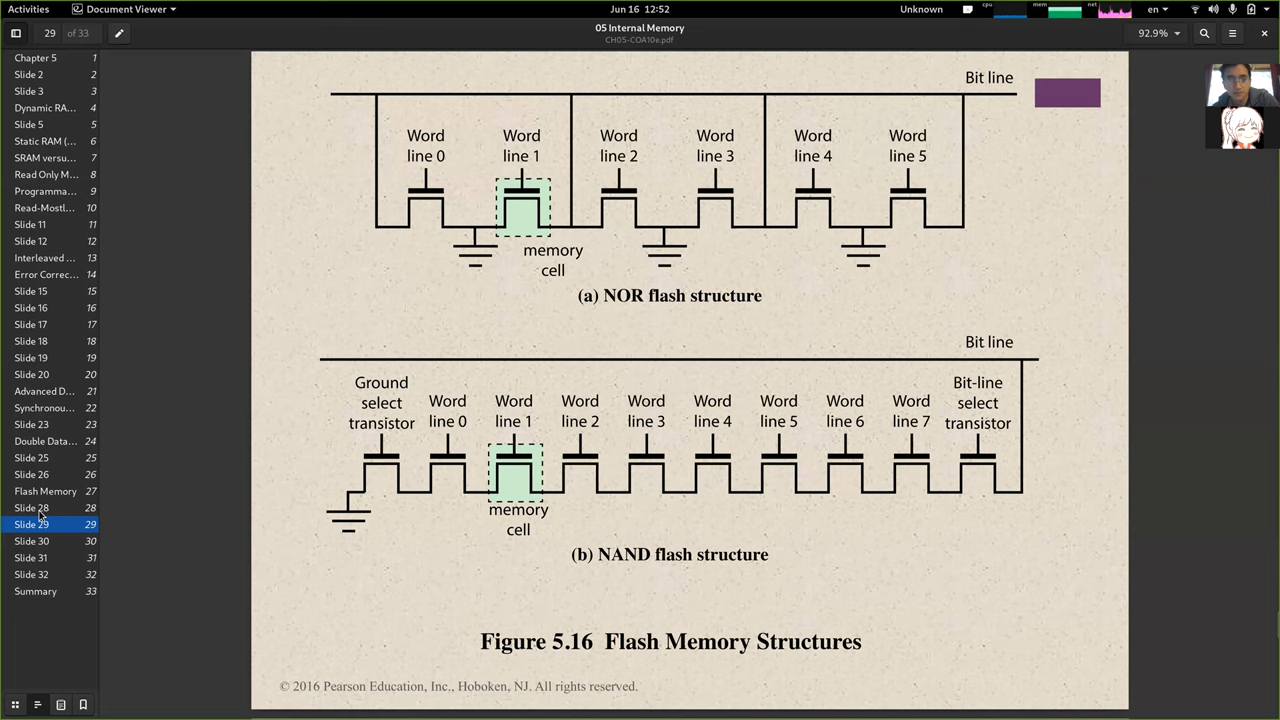 Activities
Document Viewer
Jun 16 12:52
Unknown
cpu
mem
net
en
29 of 33
05 Internal Memory
CH05-COA10e.pdf
92.9%
Chapter 5 1
Slide 2 2
Slide 3 3
Dynamic RA... 4
Slide 5 5
Static RAM (... 6
SRAM versu... 7
Read Only M... 8
Programma... 9
Read-Mostl... 10
Slide 11 11
Slide 12 12
Interleaved ... 13
Error Correc... 14
Slide 15 15
Slide 16 16
Slide 17 17
Slide 18 18
Slide 19 19
Slide 20 20
Advanced D... 21
Synchronou... 22
Slide 23 23
Double Data... 24
Slide 25 25
Slide 26 26
Flash Memory 27
Slide 28 28
Slide 29 29
Slide 30 30
Slide 31 31
Slide 32 32
Summary 33
Bit line
Word
line 0
Word
line 1
Word
line 2
Word
line 3
Word
line 4
Word
line 5
memory
cell
(a) NOR flash structure
Bit line
Ground
select
transistor
Word
line 0
Word
line 1
Word
line 2
Word
line 3
Word
line 4
Word
line 5
Word
line 6
Word
line 7
Bit-line
select
transistor
memory
cell
(b) NAND flash structure
Figure 5.16 Flash Memory Structures
© 2016 Pearson Education, Inc., Hoboken, NJ. All rights reserved.